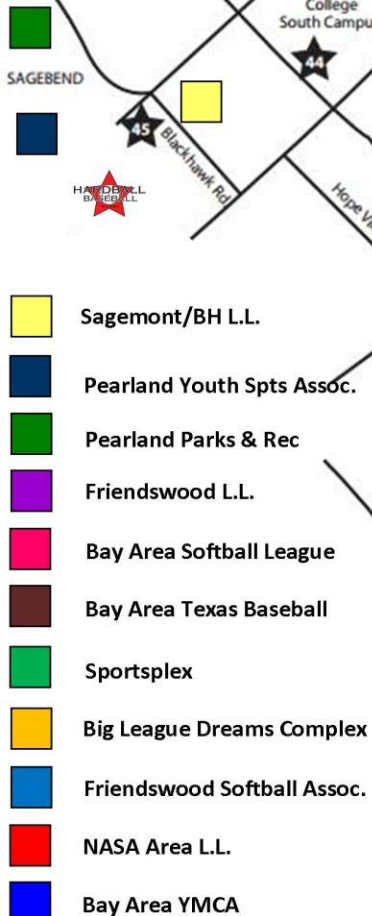 College
South Campu
44
SAGEBEND
45
Blackhawk Rd
HARDBALL
BASEBALL
Hope Vi
Sagemont/BH L.L.
Pearland Youth Spts Assoc.
Pearland Parks & Rec
Friendswood L.L.
Bay Area Softball League
Bay Area Texas Baseball
Sportsplex
Big League Dreams Complex
Friendswood Softball Assoc.
NASA Area L.L.
Bay Area YMCA